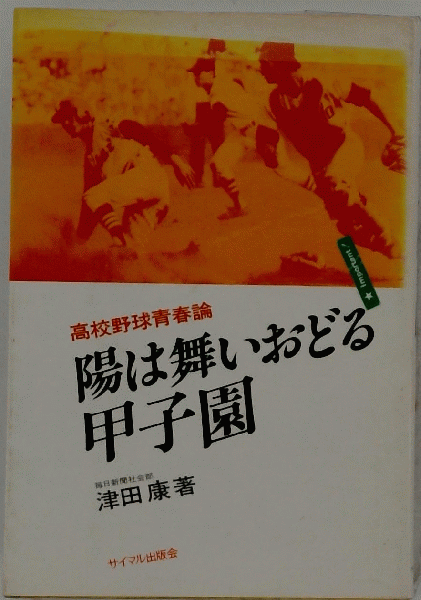 高校野球青春論
陽は舞いおどる
甲子園
毎日新聞社会部
津田 康著
サイマル出版会